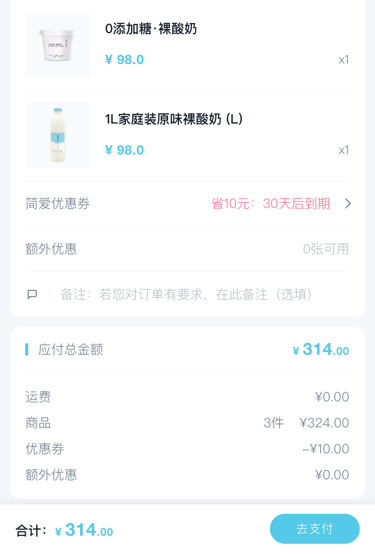 0添加糖·裸酸奶
¥ 98.0 x1
1L家庭装原味裸酸奶 (L)
¥ 98.0 x1
简爱优惠券 省10元：30天后到期
额外优惠 0张可用
备注：若您对订单有要求，在此备注（选填）
应付总金额 ¥ 314.00
运费 ¥0.00
商品 3件 ¥324.00
优惠券 -¥10.00
额外优惠 ¥0.00
合计： ¥ 314.00 去支付